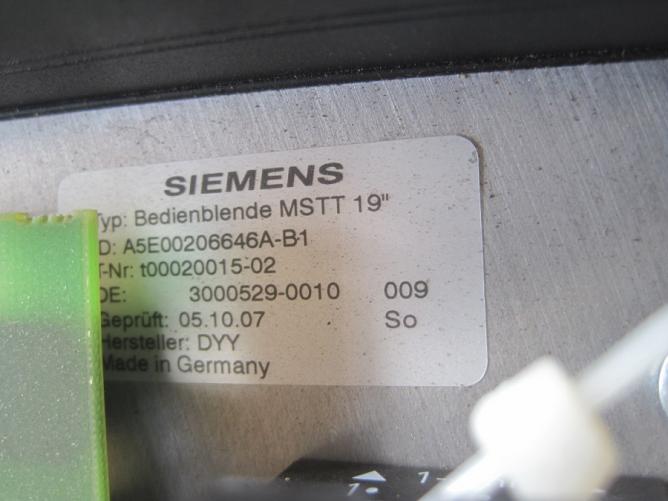 SIEMENS
Typ: Bedienblende MSTT 19"
D: A5E00206646A-B1
T-Nr: t00020015-02
DE: 3000529-0010 009
Geprüft: 05.10.07 So
Hersteller: DYY
Made in Germany